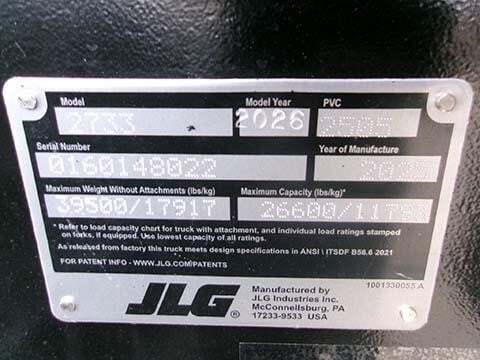 Model Model Year PVC
2733 2026 2505
Serial Number Year of Manufacture
0160148022
Maximum Weight Without Attachments (lbs/kg) Maximum Capacity (lbs/kg)*
39500/17917
* Refer to load capacity chart for truck with attachment, and individual load ratings stamped
on forks, if equipped. Use lowest capacity of all ratings.
As released from factory this truck meets design specifications in ANSI \ ITSDF B56.6-2021
FOR PATENT INFO - WWW.JLG.COM/PATENTS
JLG®
Manufactured by
JLG Industries Inc.
McConnellsburg, PA
17233-9533 USA
1001330055 A